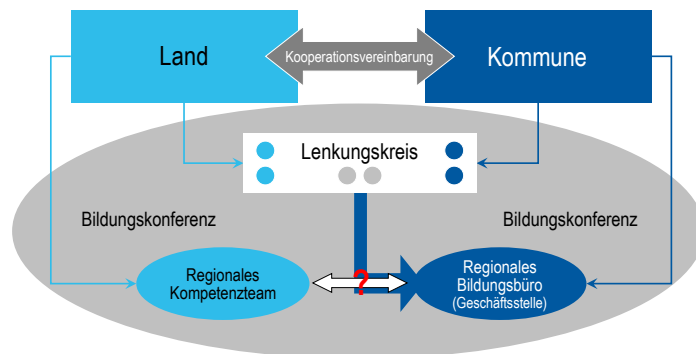 Land
Kooperationsvereinbarung
Kommune
Lenkungskreis
Bildungskonferenz
Bildungskonferenz
Regionales
Kompetenzteam
?
Regionales
Bildungsbüro
(Geschäftsstelle)